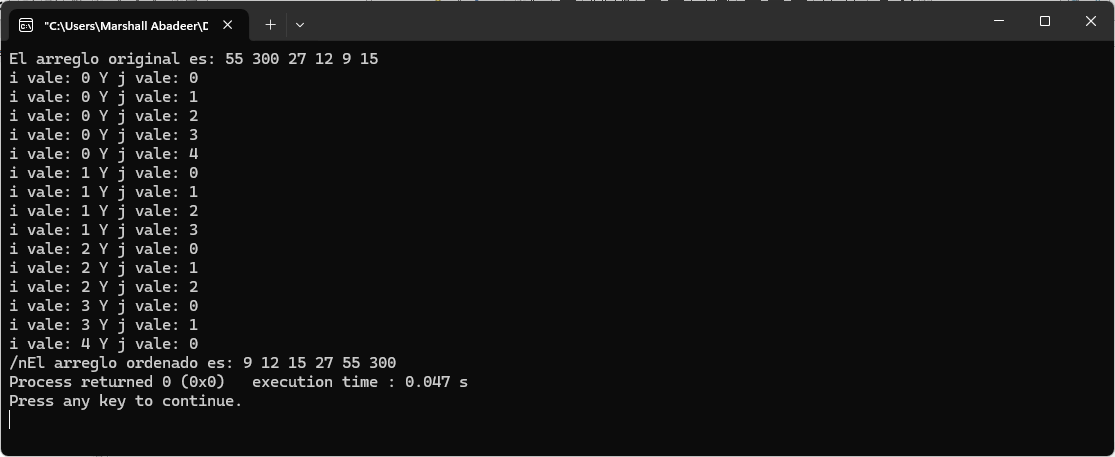 "C:\Users\Marshall Abadeer\D
El arreglo original es: 55 300 27 12 9 15
i vale: 0 Y j vale: 0
i vale: 0 Y j vale: 1
i vale: 0 Y j vale: 2
i vale: 0 Y j vale: 3
i vale: 0 Y j vale: 4
i vale: 1 Y j vale: 0
i vale: 1 Y j vale: 1
i vale: 1 Y j vale: 2
i vale: 1 Y j vale: 3
i vale: 2 Y j vale: 0
i vale: 2 Y j vale: 1
i vale: 2 Y j vale: 2
i vale: 3 Y j vale: 0
i vale: 3 Y j vale: 1
i vale: 4 Y j vale: 0
/nEl arreglo ordenado es: 9 12 15 27 55 300
Process returned 0 (0x0)   execution time : 0.047 s
Press any key to continue.